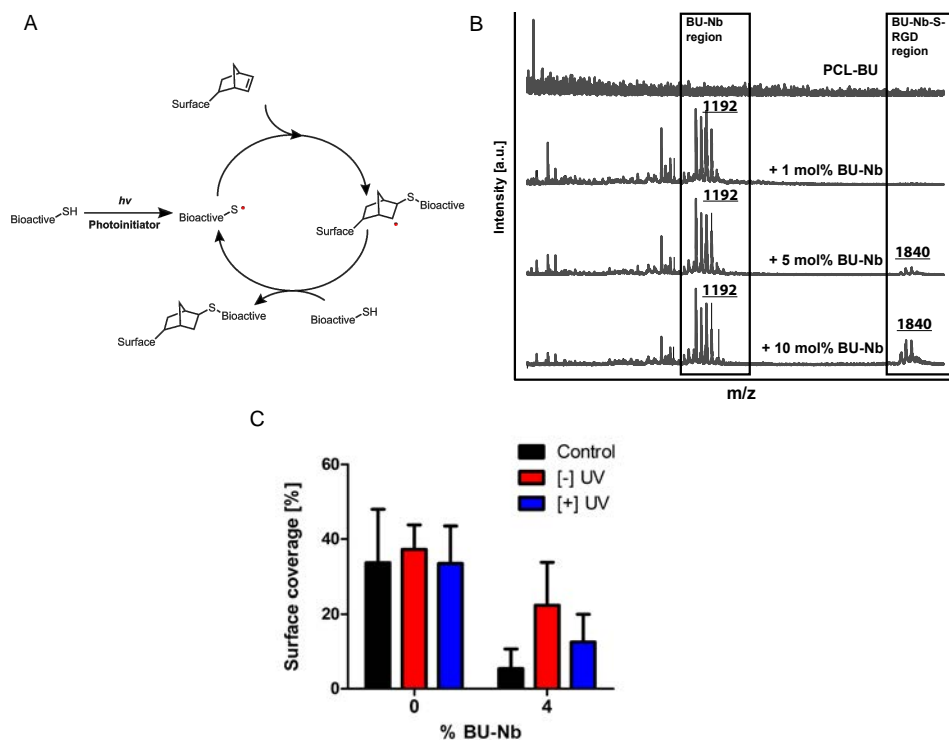 A
Surface
Bioactive SH
hv
Photoinitiator
Bioactive S•
S Bioactive
Surface
S Bioactive
Surface
Bioactive SH
B
BU-Nb
region
BU-Nb-S-
RGD
region
PCL-BU
1192
+ 1 mol% BU-Nb
1192
+ 5 mol% BU-Nb
1840
1192
+ 10 mol% BU-Nb
1840
Intensity [a.u.]
m/z
C
Control
[-] UV
[+] UV
60
40
20
0
Surface coverage [%]
0
4
% BU-Nb